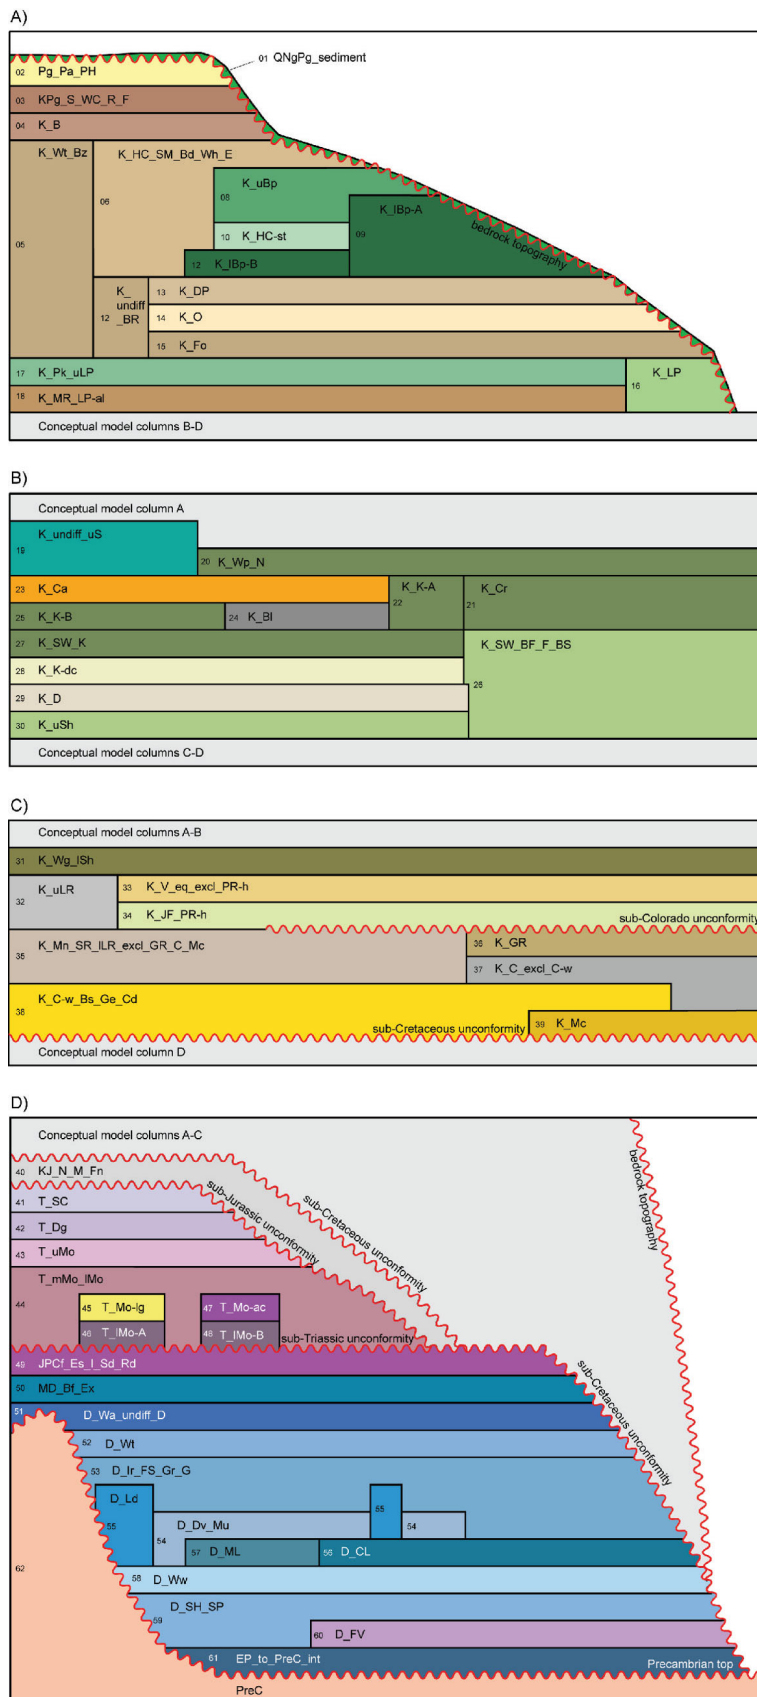 A)
01 QNgPg_sediment
02 Pg_Pa_PH
03 KPg_S_WC_R_F
04 K_B
K_Wt_Bz
K_HC_SM_Bd_Wh_E
05
06
K_uBp
08
K_lBp-A
09
10 K_HC-st
12 K_lBp-B
bedrock topography
K_
undiff
_BR
12
13 K_DP
14 K_O
15 K_Fo
17 K_Pk_uLP
K_LP
16
18 K_MR_LP-al
Conceptual model columns B-D
B)
Conceptual model column A
K_undiff_uS
19
20 K_Wp_N
23 K_Ca
K_K-A
22
K_Cr
21
25 K_K-B
24 K_Bl
27 K_SW_K
K_SW_BF_F_BS
26
28 K_K-dc
29 K_D
30 K_uSh
Conceptual model columns C-D
C)
Conceptual model columns A-B
31 K_Wg_lSh
K_uLR
32
33 K_V_eq_excl_PR-h
34 K_JF_PR-h
sub-Colorado unconformity
K_Mn_SR_lLR_excl_GR_C_Mc
35
36 K_GR
37 K_C_excl_C-w
K_C-w_Bs_Ge_Cd
38
sub-Cretaceous unconformity
39 K_Mc
Conceptual model column D
D)
Conceptual model columns A-C
bedrock topography
40 KJ_N_M_Fn
sub-Jurassic unconformity
sub-Cretaceous unconformity
41 T_SC
42 T_Dg
43 T_uMo
T_mMo_lMo
44
45 T_Mo-lg
46 T_lMo-A
47 T_Mo-ac
48 T_lMo-B
sub-Triassic unconformity
49 JPCf_Es_I_Sd_Rd
50 MD_Bf_Ex
sub-Cretaceous unconformity
51 D_Wa_undiff_D
52 D_Wt
53 D_Ir_FS_Gr_G
D_Ld
55
D_Dv_Mu
54
55
54
57 D_ML
56 D_CL
58 D_Ww
D_SH_SP
59
60 D_FV
61 EP_to_PreC_int
Precambrian top
62
PreC